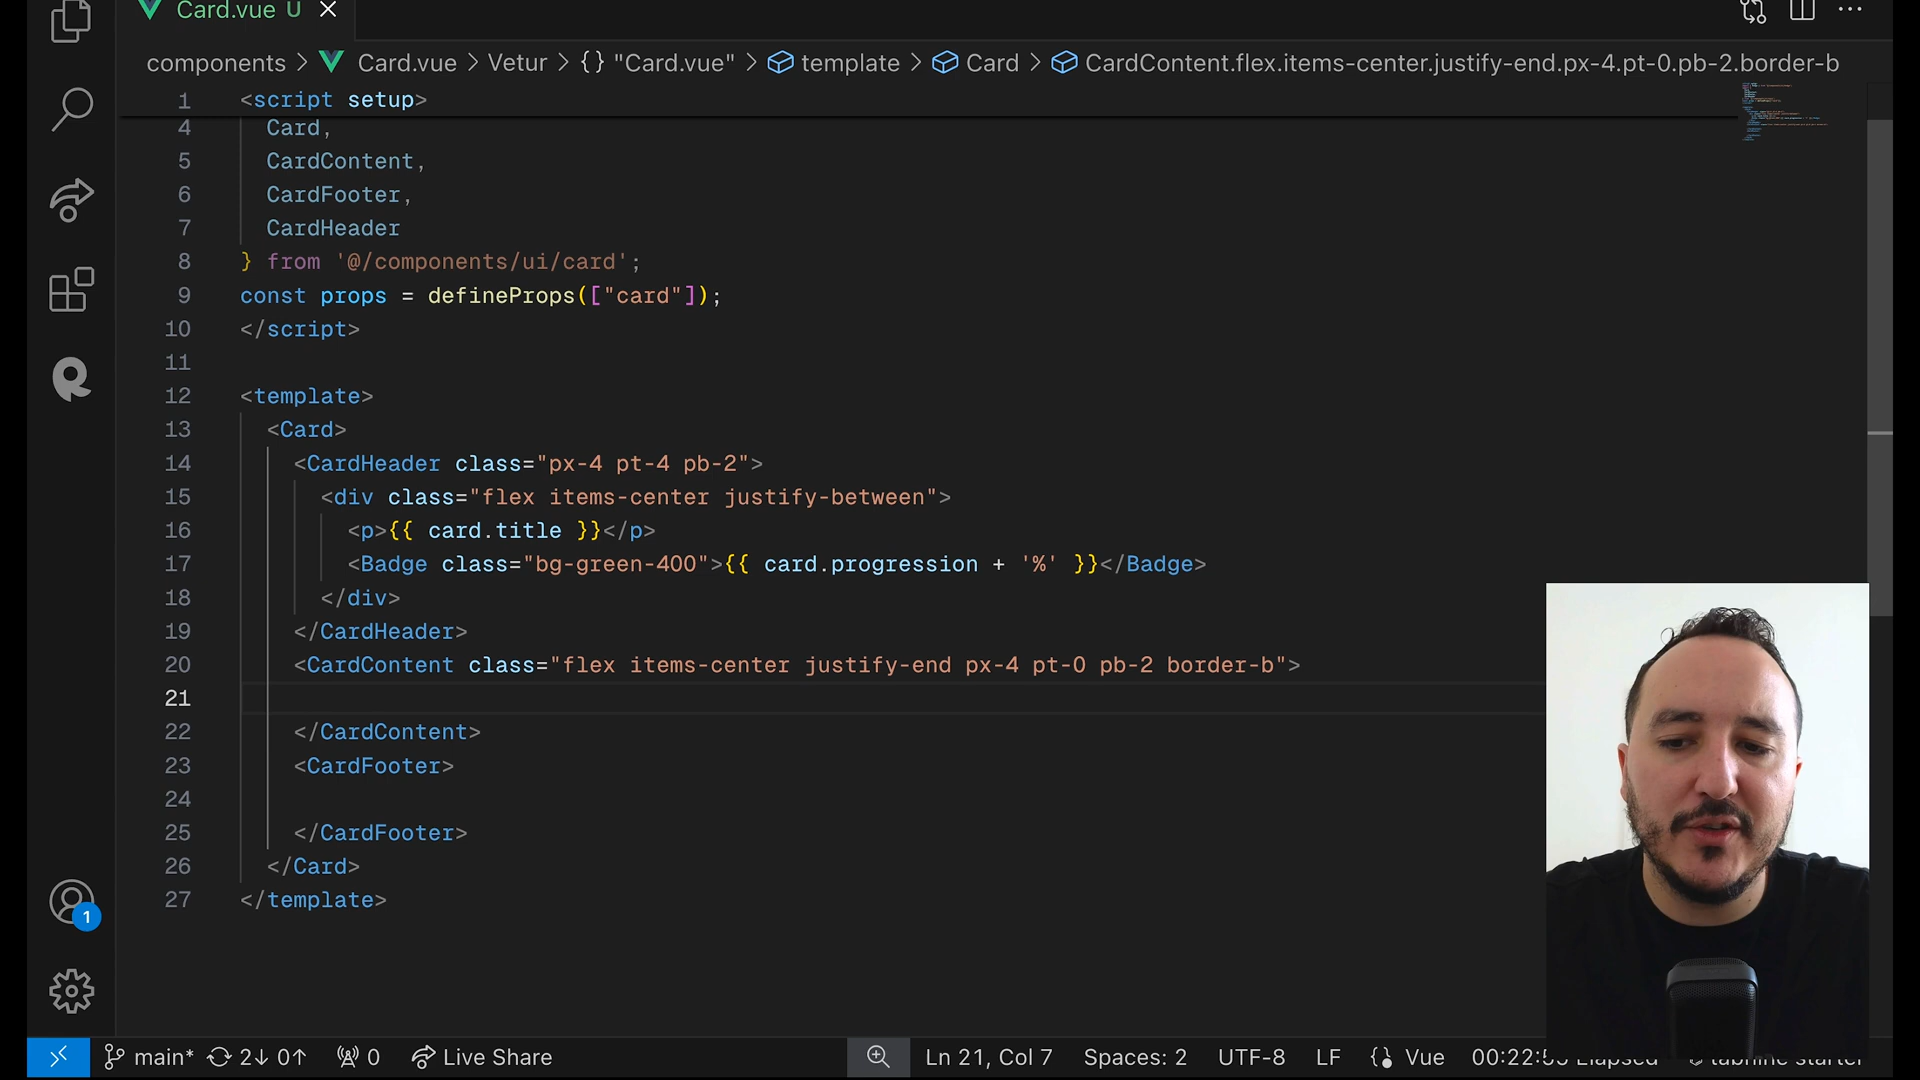 Card.vue U
components > Card.vue > Vetur > {} "Card.vue" > template > Card > CardContent.flex.items-center.justify-end.px-4.pt-0.pb-2.border-b
1 <script setup>
4 Card,
5 CardContent,
6 CardFooter,
7 CardHeader
8 } from '@/components/ui/card';
9 const props = defineProps(["card"]);
10 </script>
11
12 <template>
13 <Card>
14 <CardHeader class="px-4 pt-4 pb-2">
15 <div class="flex items-center justify-between">
16 <p>{{ card.title }}</p>
17 <Badge class="bg-green-400">{{ card.progression + '%' }}</Badge>
18 </div>
19 </CardHeader>
20 <CardContent class="flex items-center justify-end px-4 pt-0 pb-2 border-b">
21
22 </CardContent>
23 <CardFooter>
24
25 </CardFooter>
26 </Card>
27 </template>
1
main* 2↓ 0↑ 0 Live Share Ln 21, Col 7 Spaces: 2 UTF-8 LF Vue Elapsed tabnine starter